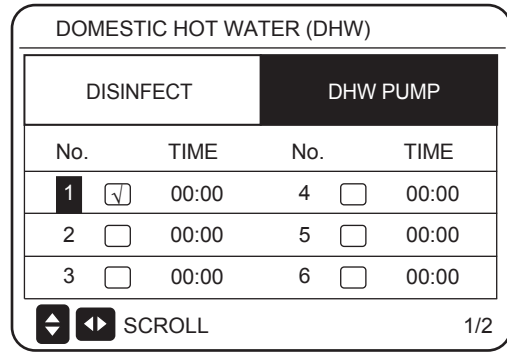 DOMESTIC HOT WATER (DHW)
DISINFECT DHW PUMP
No. TIME No. TIME
1 √ 00:00 4 00:00
2 00:00 5 00:00
3 00:00 6 00:00
SCROLL 1/2